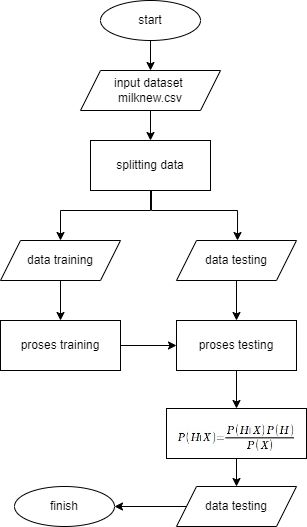 start
input dataset
milknew.csv
splitting data
data training
data testing
proses training
proses testing
P(H|X)=P(H|X)P(H)/P(X)
finish
data testing